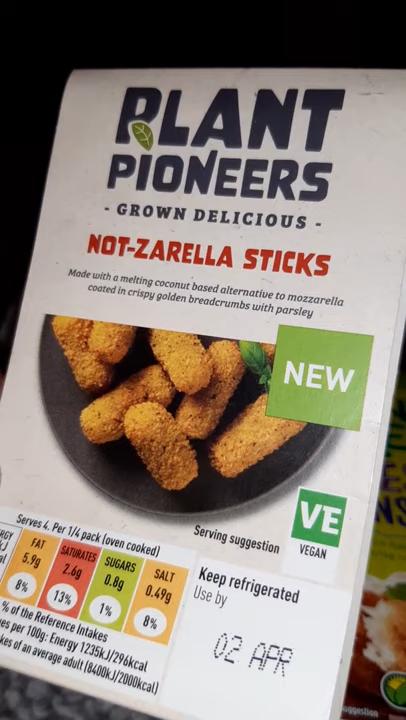 PLANT
PIONEERS
- GROWN DELICIOUS -
NOT-ZARELLA STICKS
Made with a melting coconut based alternative to mozzarella
coated in crispy golden breadcrumbs with parsley
NEW
VE
VEGAN
Serving suggestion
Serves 4. Per 1/4 pack (oven cooked)
FAT
5.9g
8%
SATURATES
2.6g
13%
SUGARS
0.8g
1%
SALT
0.49g
8%
% of the Reference Intakes
per 100g: Energy 1235kJ/296kcal
of an average adult (8400kJ/2000kcal)
Keep refrigerated
Use by
02 APR